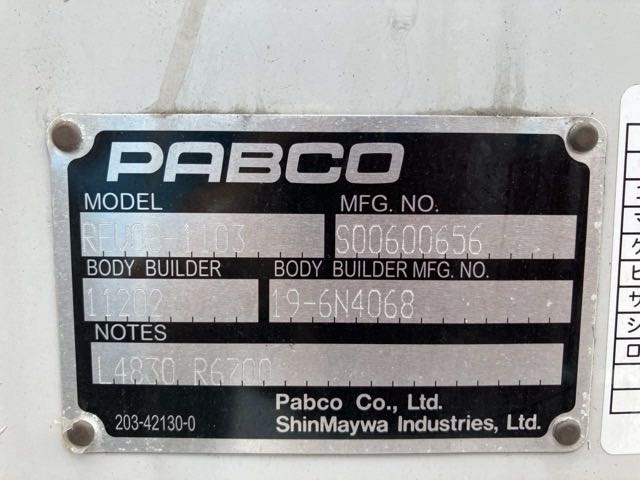 PABCO
MODEL MFG. NO.
S00600656
BODY BUILDER BODY BUILDER MFG. NO.
11202 19-6N4068
NOTES
L4830 R6700
203-42130-0
Pabco Co., Ltd.
ShinMaywa Industries, Ltd.